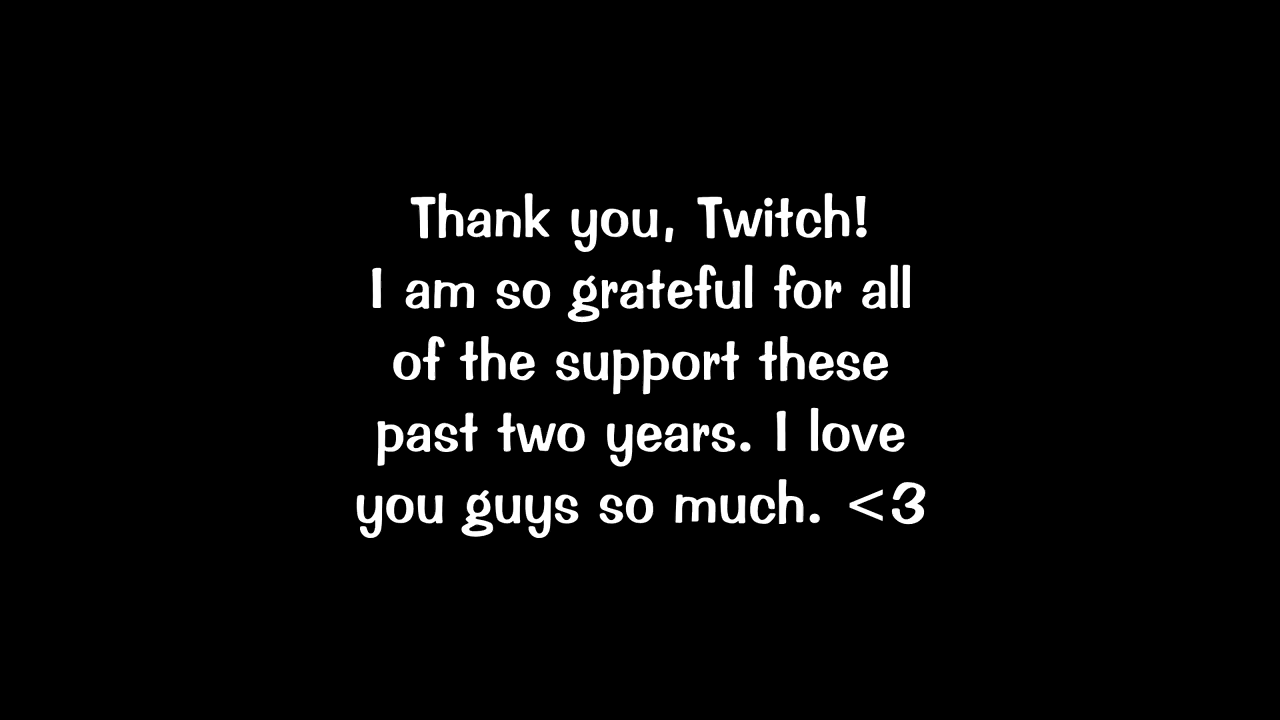 Thank you, Twitch!
I am so grateful for all
of the support these
past two years. I love
you guys so much. <3